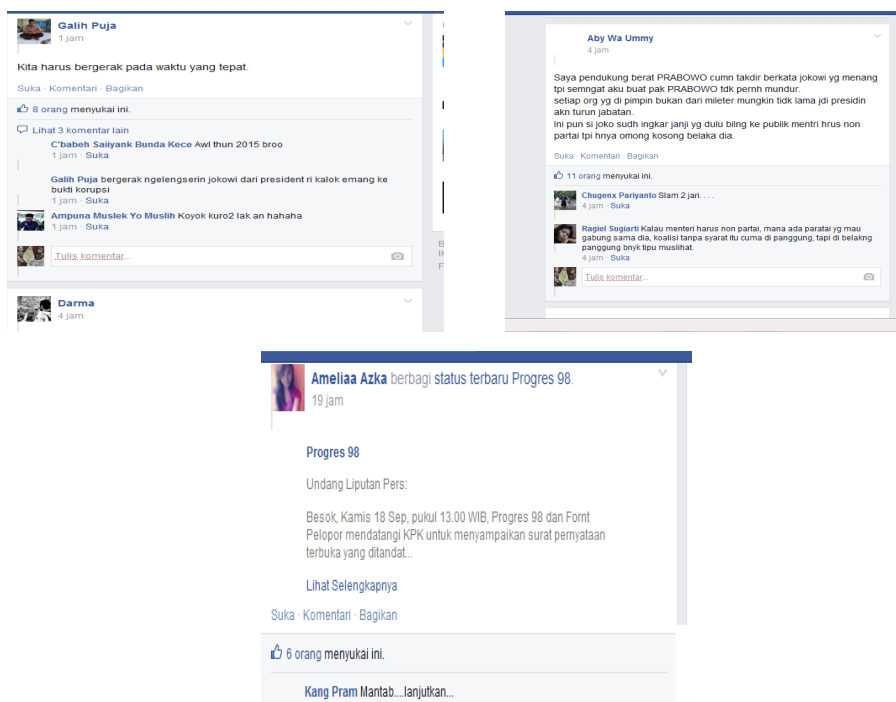 Galih Puja
1 jam
Kita harus bergerak pada waktu yang tepat.
Suka · Komentari · Bagikan
8 orang menyukai ini.
Lihat 3 komentar lain
C'babeh Saiiyank Bunda Kece Awl thun 2015 broo
1 jam · Suka
Galih Puja bergerak ngelengserin jokowi dari president ri kalok emang ke
bukti korupsi
1 jam · Suka
Ampuna Muslek Yo Muslih Koyok kuro2 lak an hahaha
1 jam · Suka
Tulis komentar...
Darma
4 jam
Aby Wa Ummy
4 jam
Saya pendukung berat PRABOWO cumn takdir berkata jokowi yg menang
tpi semngat aku buat pak PRABOWO tdk pernh mundur.
setiap org yg di pimpin bukan dari mileter mungkin tidk lama jdi presidin
akn turun jabatan.
Ini pun si joko sudh ingkar janji yg dulu bilng ke publik mentri hrus non
partai tpi hnya omong kosong belaka dia.
Suka · Komentari · Bagikan
11 orang menyukai ini.
Chugenx Pariyanto Slam 2 jari. . . .
4 jam · Suka
Ragiel Sugiarti Kalau menteri harus non partai, mana ada paratai yg mau
gabung sama dia, koalisi tanpa syarat itu cuma di panggung, tapi di belakng
panggung bnyk tipu muslihat.
4 jam · Suka
Tulis komentar...
Ameliaa Azka berbagi status terbaru Progres 98.
19 jam
Progres 98
Undang Liputan Pers:
Besok, Kamis 18 Sep, pukul 13.00 WIB, Progres 98 dan Fornt
Pelopor mendatangi KPK untuk menyampaikan surat pernyataan
terbuka yang ditandat...
Lihat Selengkapnya
Suka · Komentari · Bagikan
6 orang menyukai ini.
Kang Pram Mantab....lanjutkan...